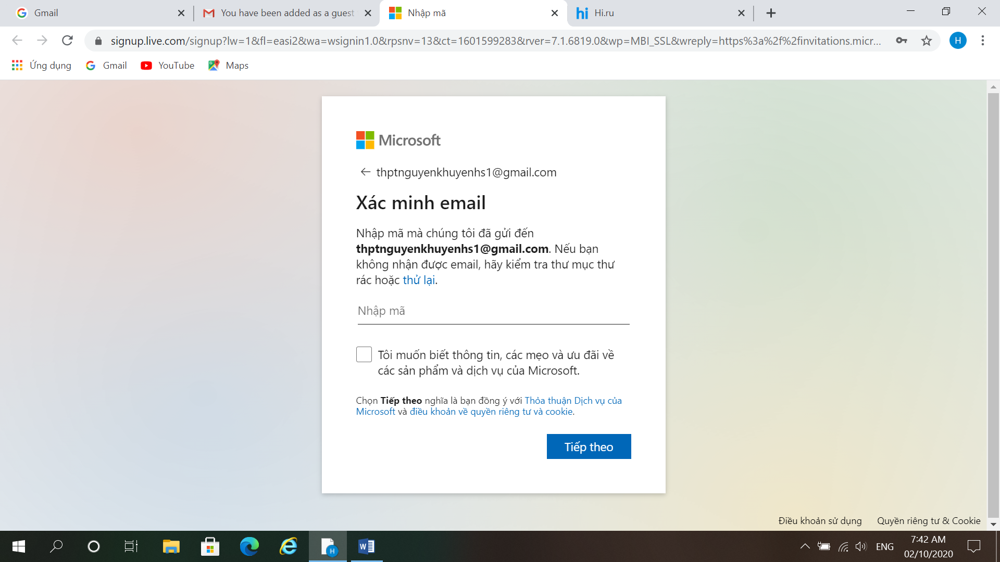 Gmail
You have been added as a guest
Nhập mã
Hi.ru
signup.live.com/signup?lw=1&fl=easi2&wa=wsignin1.0&rpsnv=13&ct=1601599283&rver=7.1.6819.0&wp=MBI_SSL&wreply=https%3a%2f%2finvitations.micr...
H
Ứng dụng
Gmail
YouTube
Maps
Microsoft
thptnguyenkhuyenhs1@gmail.com
Xác minh email
Nhập mã mà chúng tôi đã gửi đến
thptnguyenkhuyenhs1@gmail.com. Nếu bạn
không nhận được email, hãy kiểm tra thư mục thư
rác hoặc thử lại.
Nhập mã
Tôi muốn biết thông tin, các mẹo và ưu đãi về
các sản phẩm và dịch vụ của Microsoft.
Chọn Tiếp theo nghĩa là bạn đồng ý với Thỏa thuận Dịch vụ của
Microsoft và điều khoản về quyền riêng tư và cookie.
Tiếp theo
Điều khoản sử dụng
Quyền riêng tư & Cookie
ENG
7:42 AM
02/10/2020